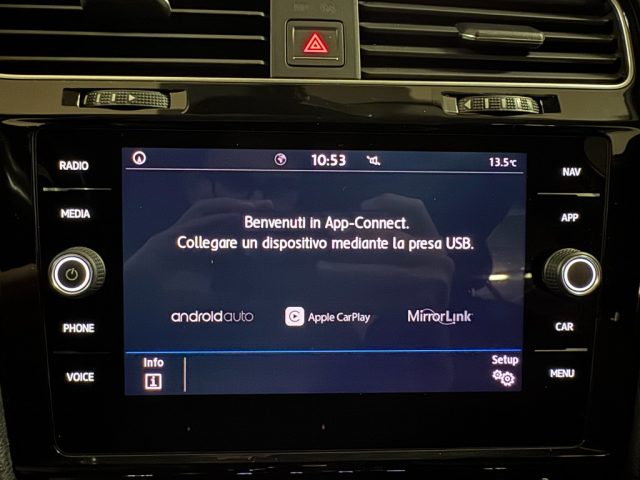 RADIO
MEDIA
PHONE
VOICE
10:53
13.5°C
Benvenuti in App-Connect.
Collegare un dispositivo mediante la presa USB.
androidauto
Apple CarPlay
MirrorLink
Info
Setup
NAV
APP
CAR
MENU